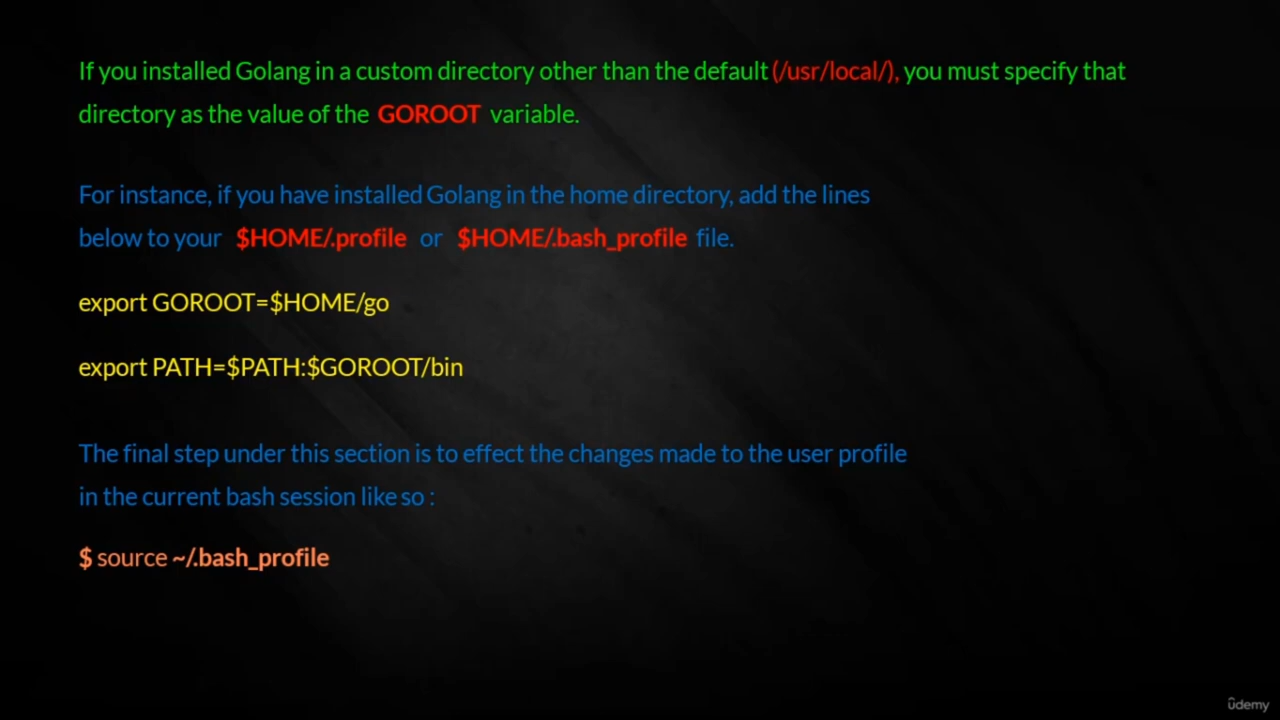 If you installed Golang in a custom directory other than the default (/usr/local/), you must specify that
directory as the value of the GOROOT variable.
For instance, if you have installed Golang in the home directory, add the lines
below to your $HOME/.profile or $HOME/.bash_profile file.
export GOROOT=$HOME/go
export PATH=$PATH:$GOROOT/bin
The final step under this section is to effect the changes made to the user profile
in the current bash session like so :
$ source ~/.bash_profile
ûdemy